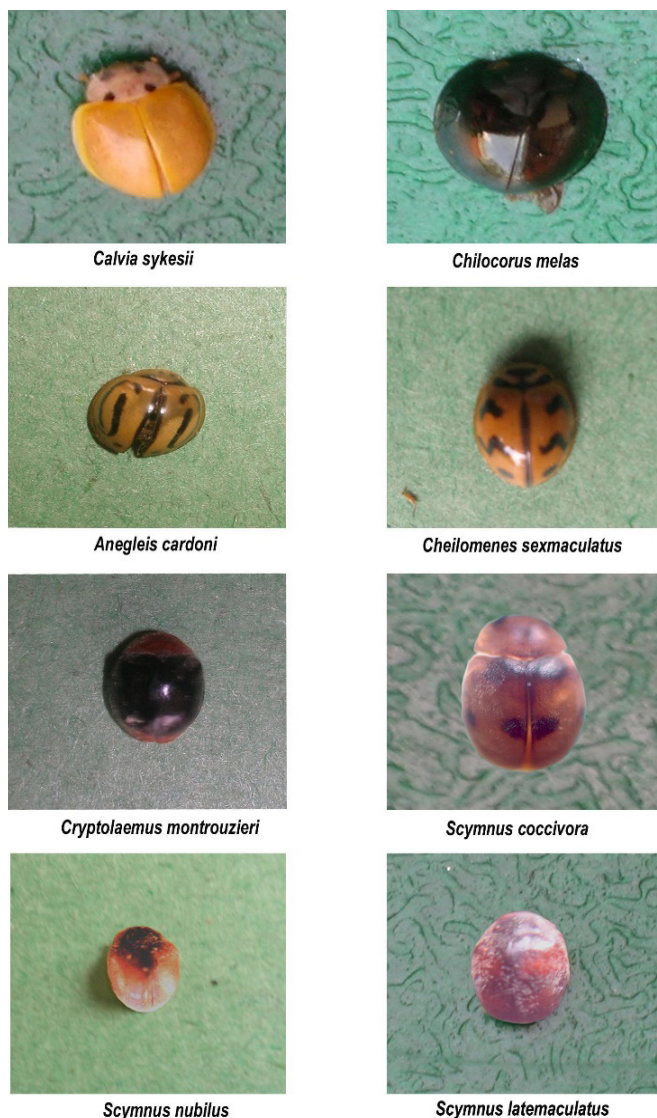 Calvia sykesii
Chilocorus melas
Anegleis cardoni
Cheilomenes sexmaculatus
Cryptolaemus montrouzieri
Scymnus coccivora
Scymnus nubilus
Scymnus latemaculatus